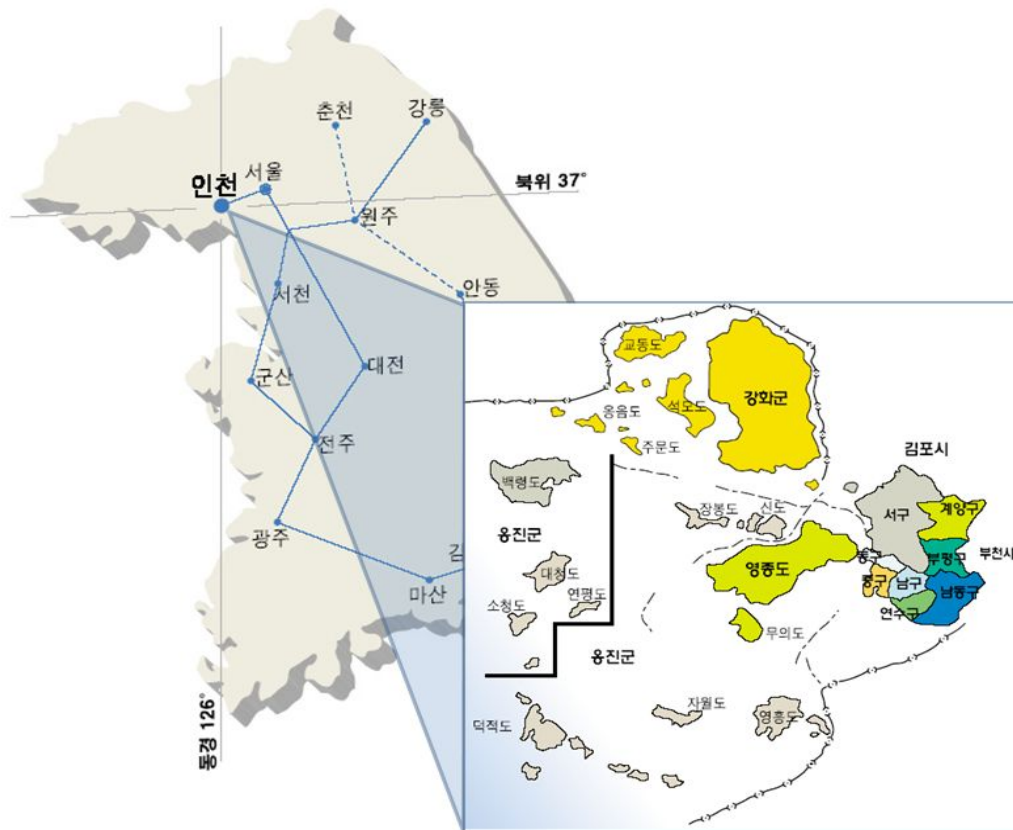 춘천
강릉
서울
인천
북위 37°
원주
안동
서천
대전
군산
전주
광주
마산
동경 126°
교동도
강화군
석모도
웅음도
주문도
김포시
백령도
장봉도
신도
서구
계양구
옹진군
영종도
동구
부평구
부천시
대청도
중구
남구
남동구
연평도
소청도
연수구
무의도
옹진군
자월도
덕적도
영흥도